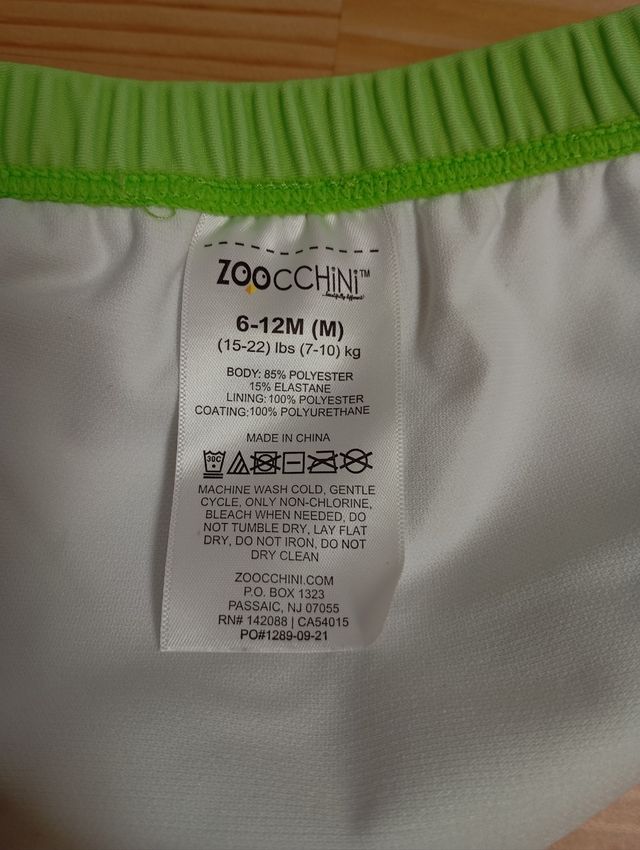 ZOOCCHiNi™
6-12M (M)
(15-22) lbs (7-10) kg
BODY: 85% POLYESTER
15% ELASTANE
LINING: 100% POLYESTER
COATING:100% POLYURETHANE
MADE IN CHINA
30C
MACHINE WASH COLD, GENTLE
CYCLE, ONLY NON-CHLORINE,
BLEACH WHEN NEEDED, DO
NOT TUMBLE DRY, LAY FLAT
DRY, DO NOT IRON, DO NOT
DRY CLEAN
ZOOCCHINI.COM
P.O. BOX 1323
PASSAIC, NJ 07055
RN# 142088 | CA54015
PO#1289-09-21